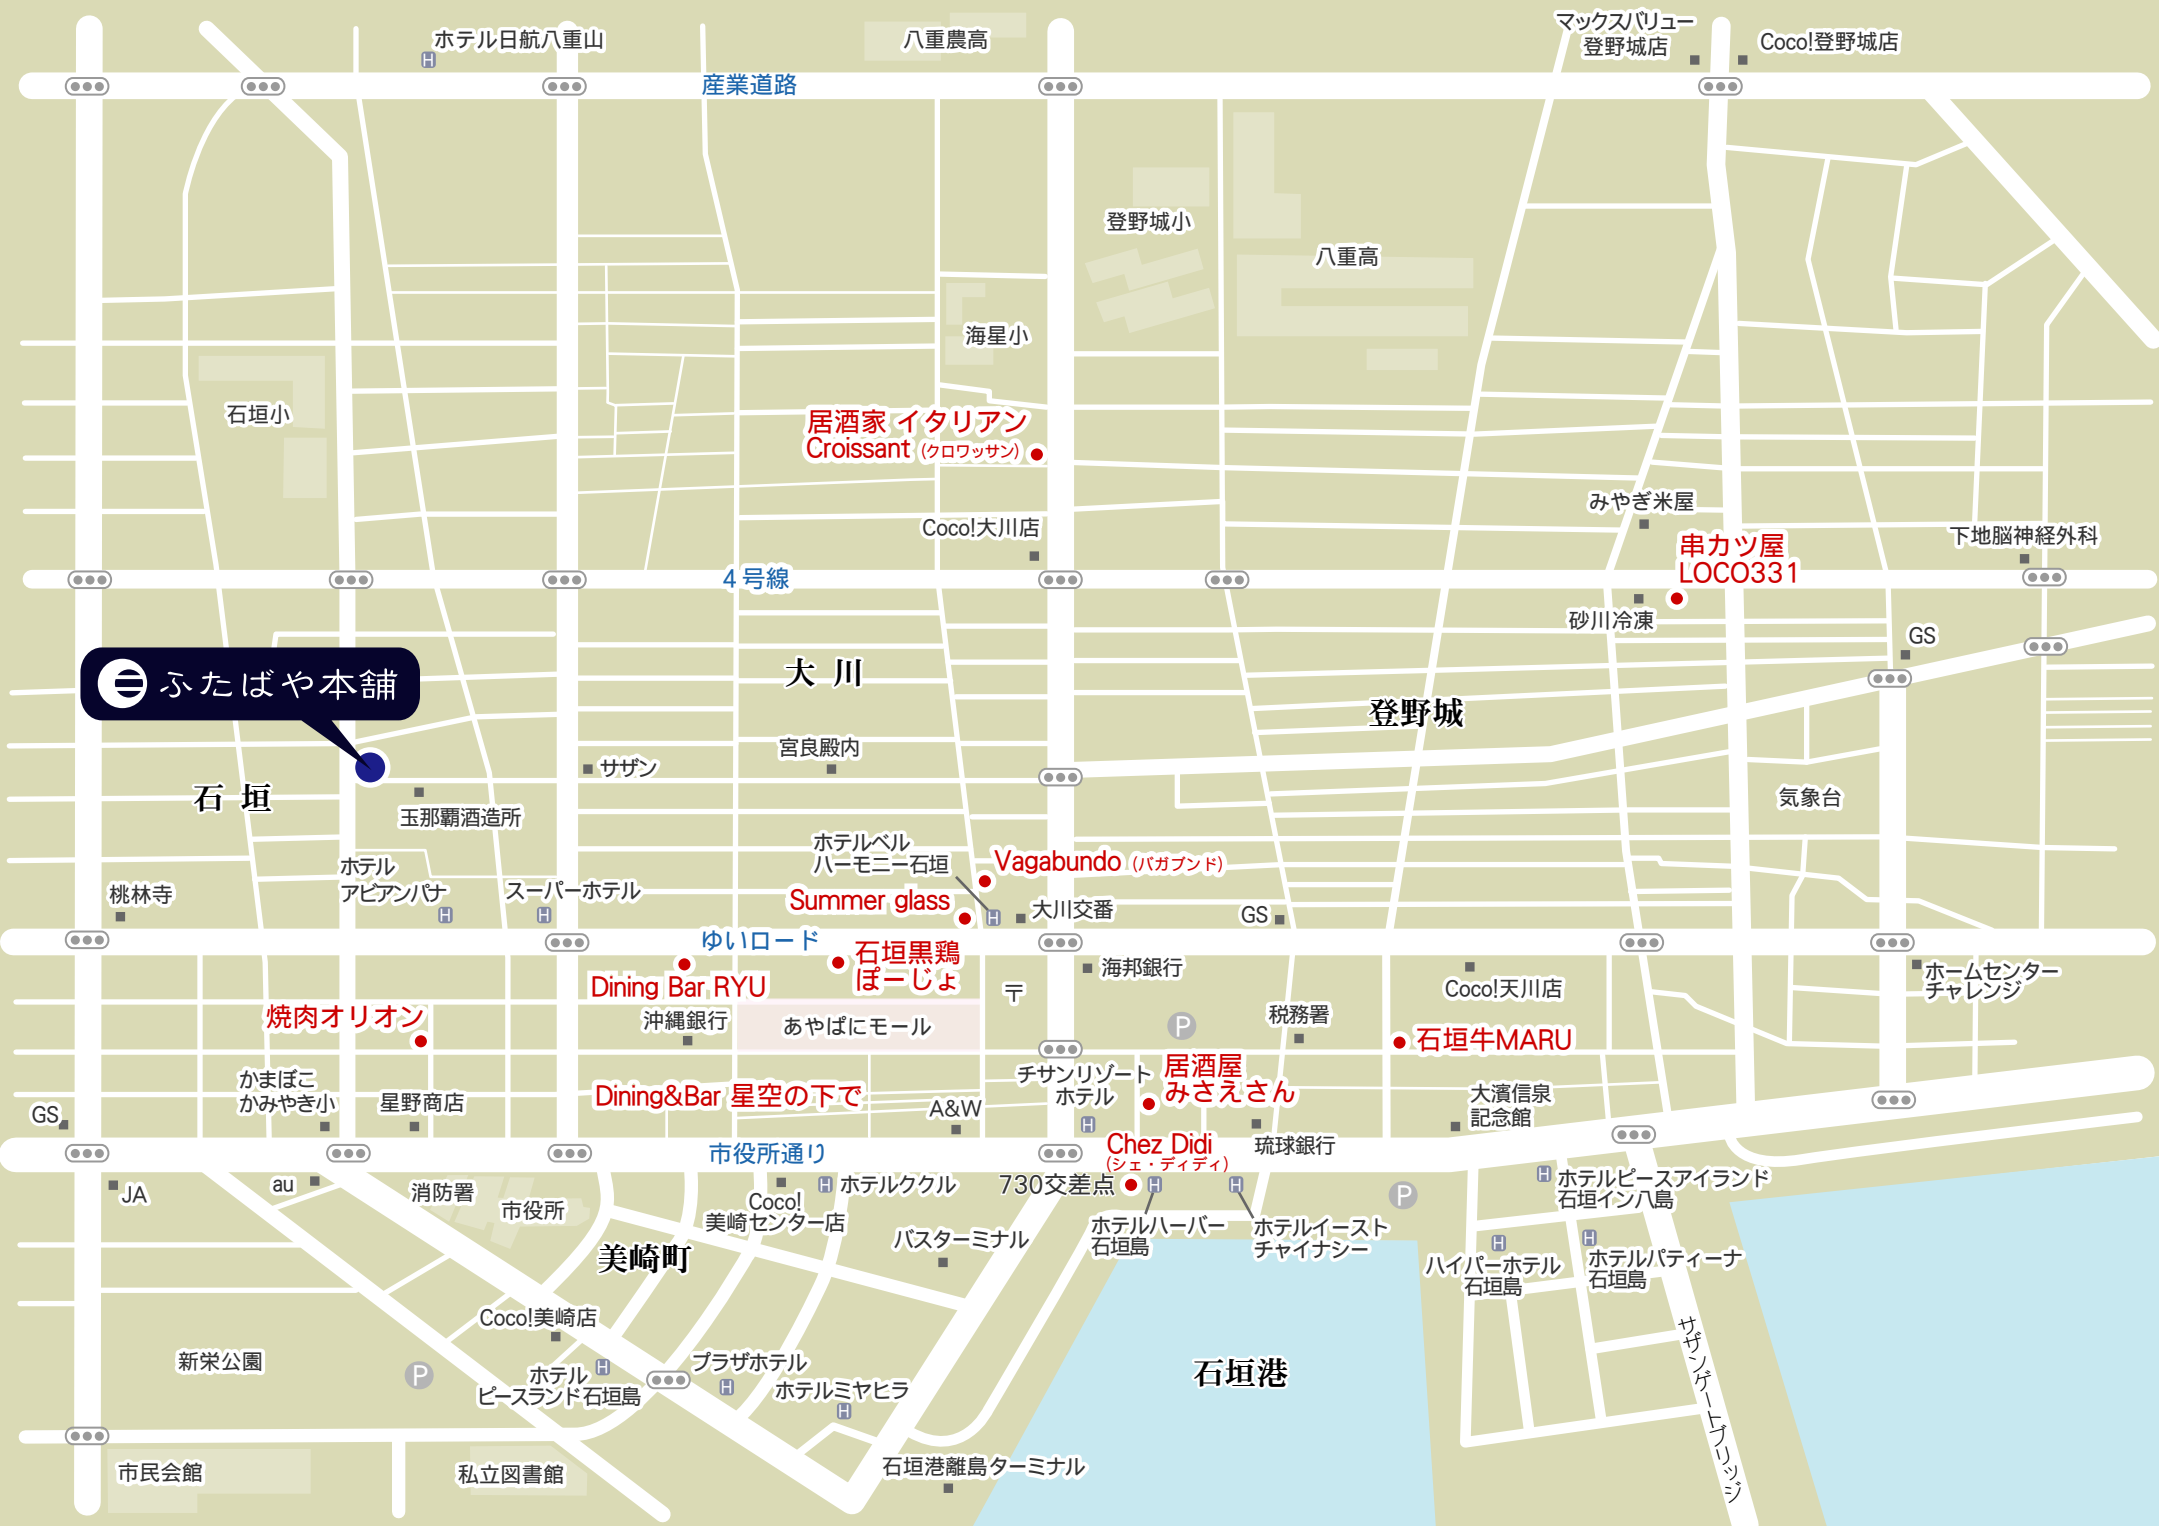 マックスバリュー
登野城店
Coco!登野城店
ホテル日航八重山
八重農高
産業道路
登野城小
八重高
海星小
石垣小
居酒家 イタリアン
Croissant（クロワッサン）
みやぎ米屋
Coco!大川店
下地脳神経外科
串カツ屋
LOCO331
4号線
砂川冷凍
GS
ふたばや本舗
大 川
登野城
宮良殿内
サザン
石 垣
気象台
玉那覇酒造所
ホテルベル
ハーモニー石垣
Vagabundo（バガブンド）
ホテル
アビアンパナ
スーパーホテル
桃林寺
Summer glass
大川交番
GS
ゆいロード
石垣黒鶏
ぽーじょ
海邦銀行
ホームセンター
チャレンジ
Dining Bar RYU
Coco!天川店
〒
焼肉オリオン
沖縄銀行
あやぱにモール
税務署
P
石垣牛MARU
居酒屋
みさえさん
チサンリゾート
ホテル
かまぼこ
かみやき小
星野商店
Dining&Bar 星空の下で
A&W
大濱信泉
記念館
GS
市役所通り
Chez Didi
（シェ・ディディ）
琉球銀行
730交差点
JA
au
消防署
市役所
Coco!
美崎センター店
ホテルククル
P
ホテルピースアイランド
石垣イン八島
バスターミナル
ホテルハーバー
石垣島
ホテルイースト
チャイナシー
美崎町
ハイパーホテル
石垣島
ホテルパティーナ
石垣島
Coco!美崎店
サザンゲートブリッジ
新栄公園
P
ホテル
ピースランド石垣島
プラザホテル
ホテルミヤヒラ
石垣港
市民会館
私立図書館
石垣港離島ターミナル
H
H
H
H
H
H
H
H
H
H
H
H
H
H